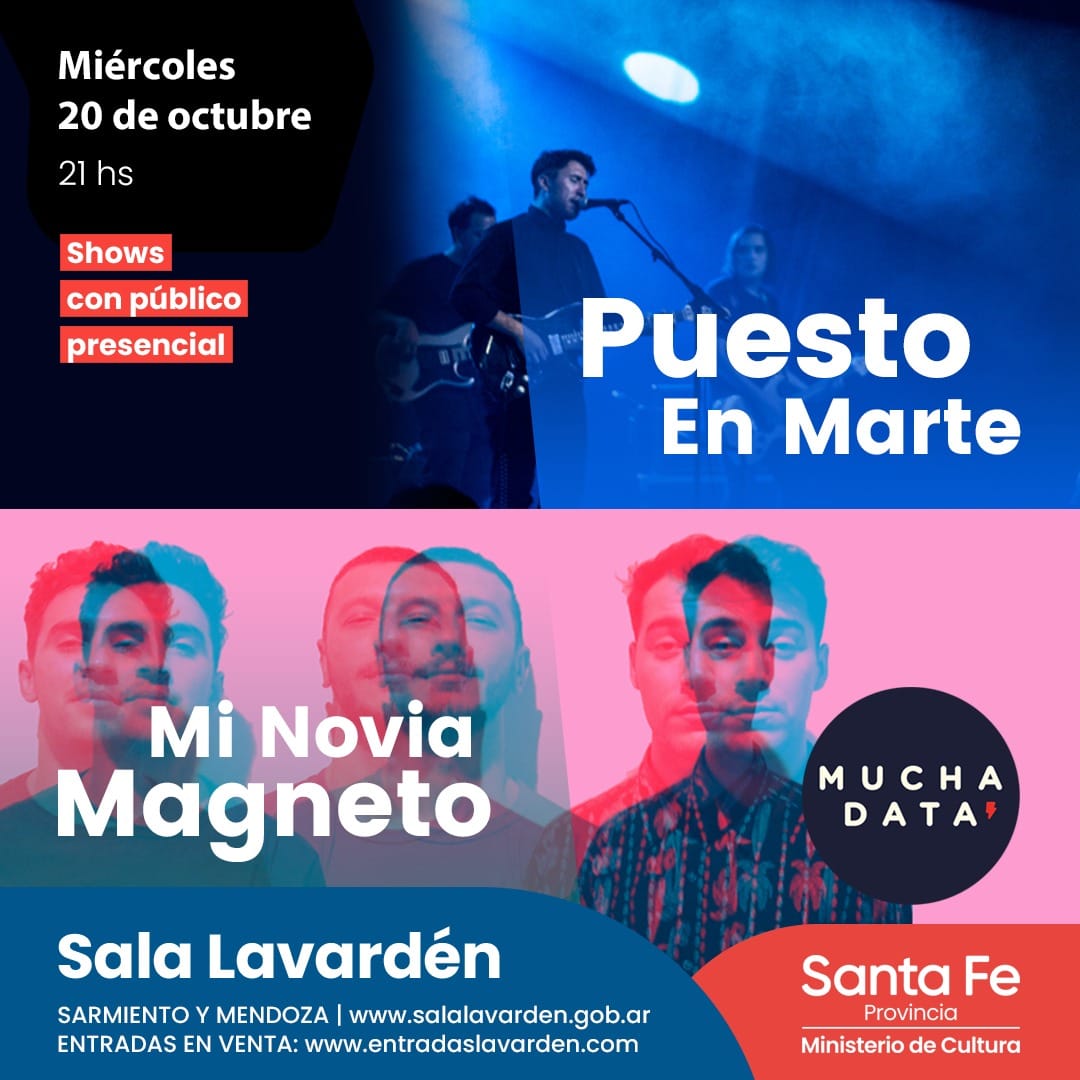 Miércoles
20 de octubre
21 hs
Shows
con público
presencial
Puesto
En Marte
Mi Novia
Magneto
MUCHA
DATA
Sala Lavardén
SARMIENTO Y MENDOZA | www.salalavarden.gob.ar
ENTRADAS EN VENTA: www.entradaslavarden.com
Santa Fe
Provincia
Ministerio de Cultura